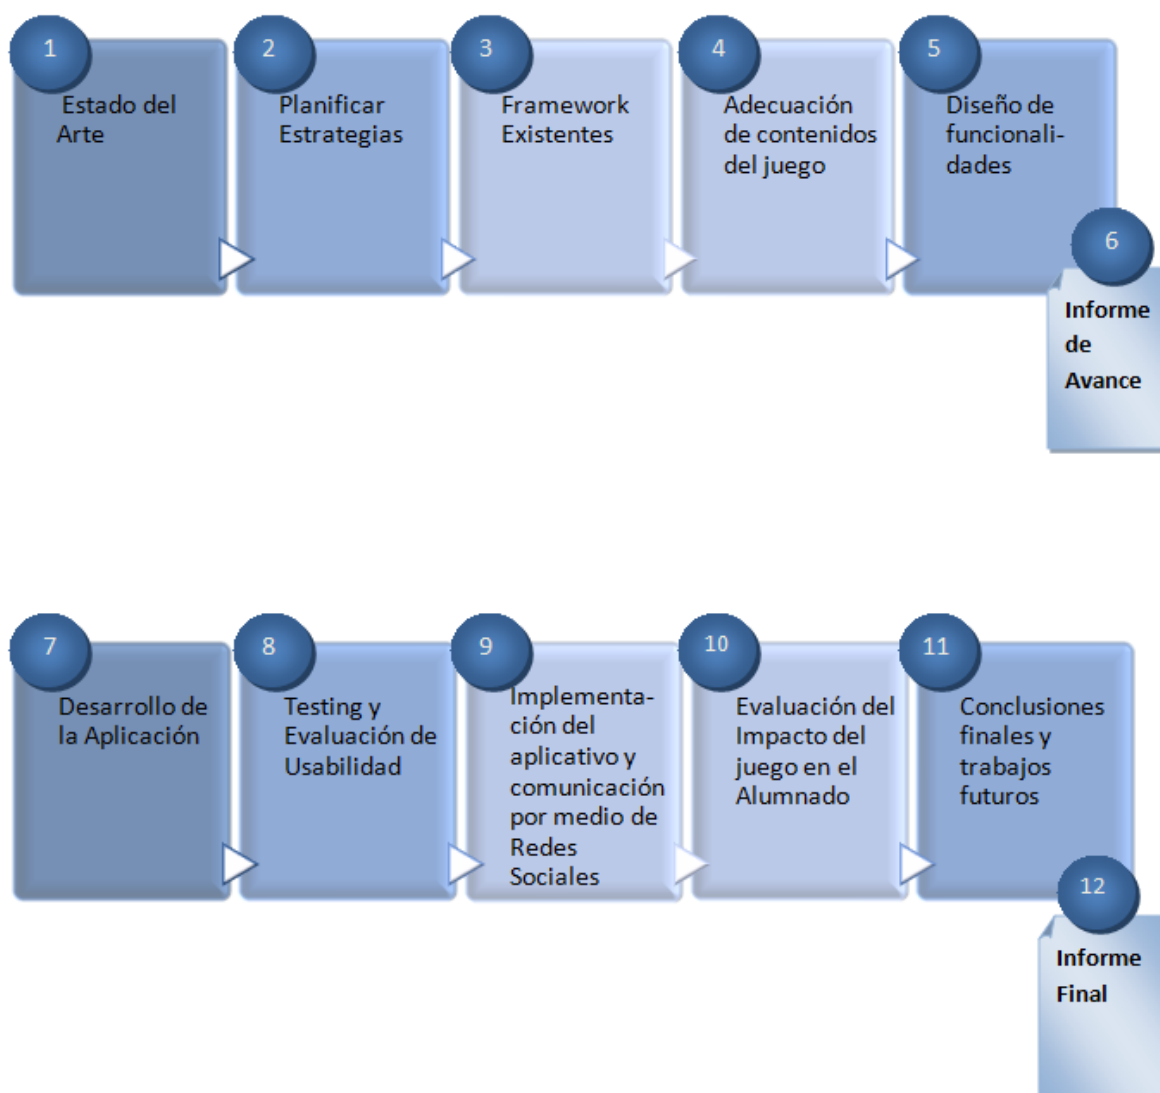 1
Estado del
Arte
2
Planificar
Estrategias
3
Framework
Existentes
4
Adecuación
de contenidos
del juego
5
Diseño de
funcionali-
dades
6
Informe
de
Avance
7
Desarrollo de
la Aplicación
8
Testing y
Evaluación de
Usabilidad
9
Implementa-
ción del
aplicativo y
comunicación
por medio de
Redes
Sociales
10
Evaluación del
Impacto del
juego en el
Alumnado
11
Conclusiones
finales y
trabajos
futuros
12
Informe
Final